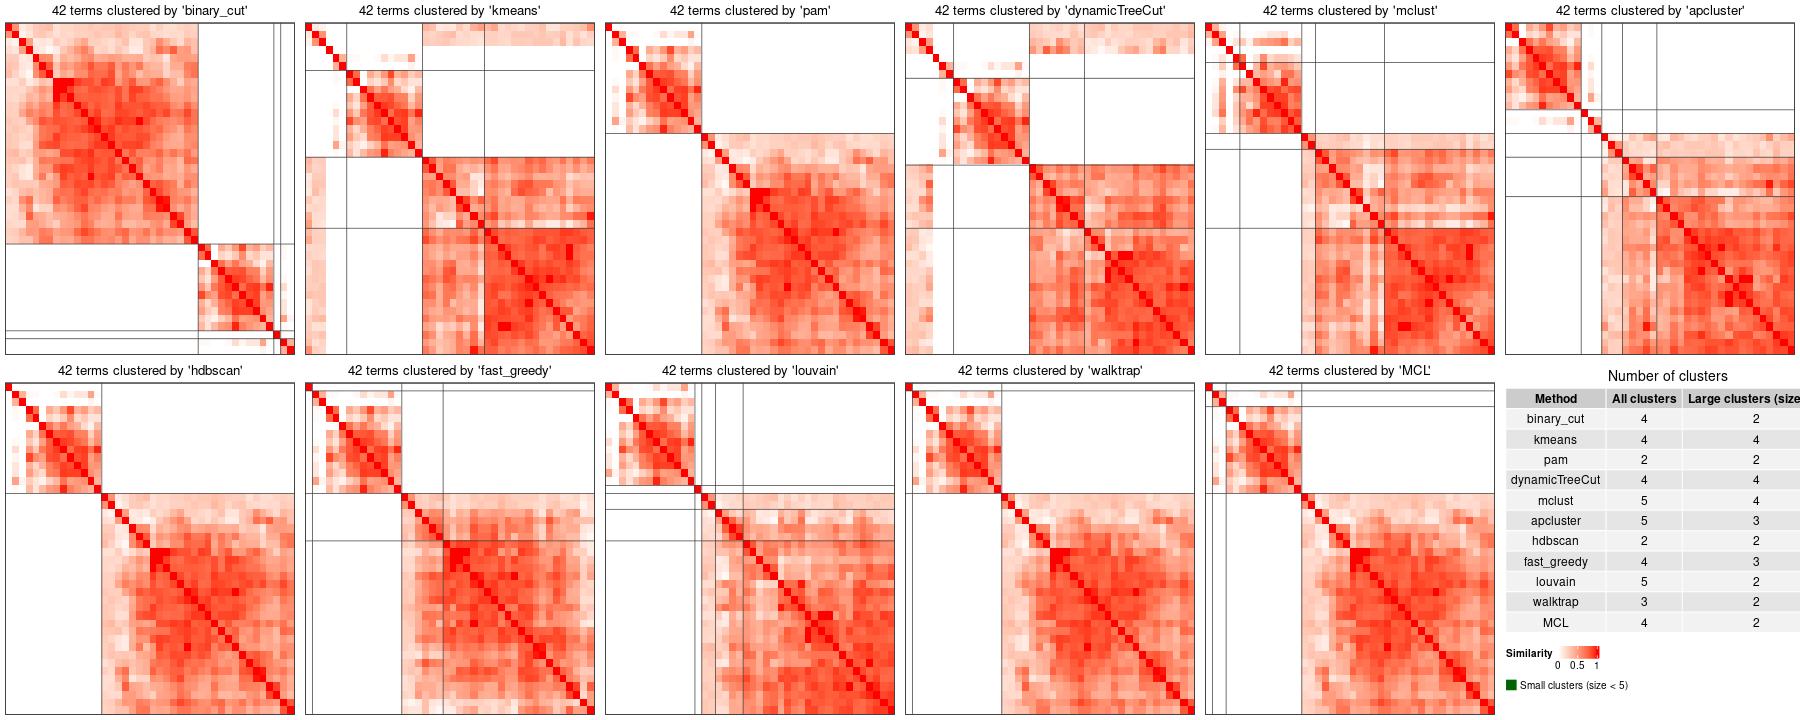 42 terms clustered by 'binary_cut'
42 terms clustered by 'kmeans'
42 terms clustered by 'pam'
42 terms clustered by 'dynamicTreeCut'
42 terms clustered by 'mclust'
42 terms clustered by 'apcluster'
42 terms clustered by 'hdbscan'
42 terms clustered by 'fast_greedy'
42 terms clustered by 'louvain'
42 terms clustered by 'walktrap'
42 terms clustered by 'MCL'
Number of clusters
Method All clusters Large clusters (size
binary_cut 4 2
kmeans 4 4
pam 2 2
dynamicTreeCut 4 4
mclust 5 4
apcluster 5 3
hdbscan 2 2
fast_greedy 4 3
louvain 5 2
walktrap 3 2
MCL 4 2
Similarity
0 0.5 1
Small clusters (size < 5)